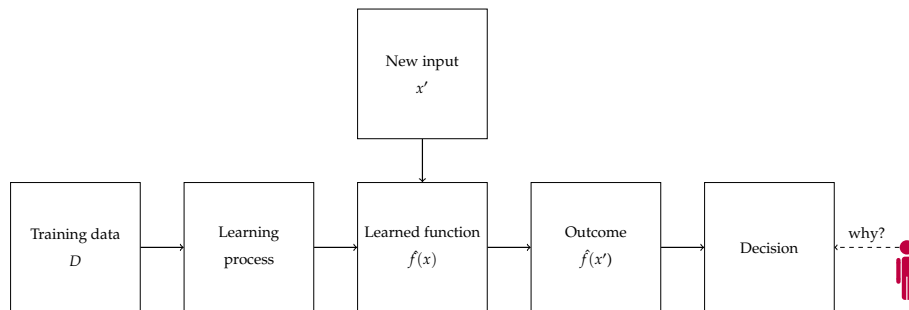 New input
x′
Training data
D
Learning
process
Learned function
f̂(x)
Outcome
f̂(x′)
Decision
why?